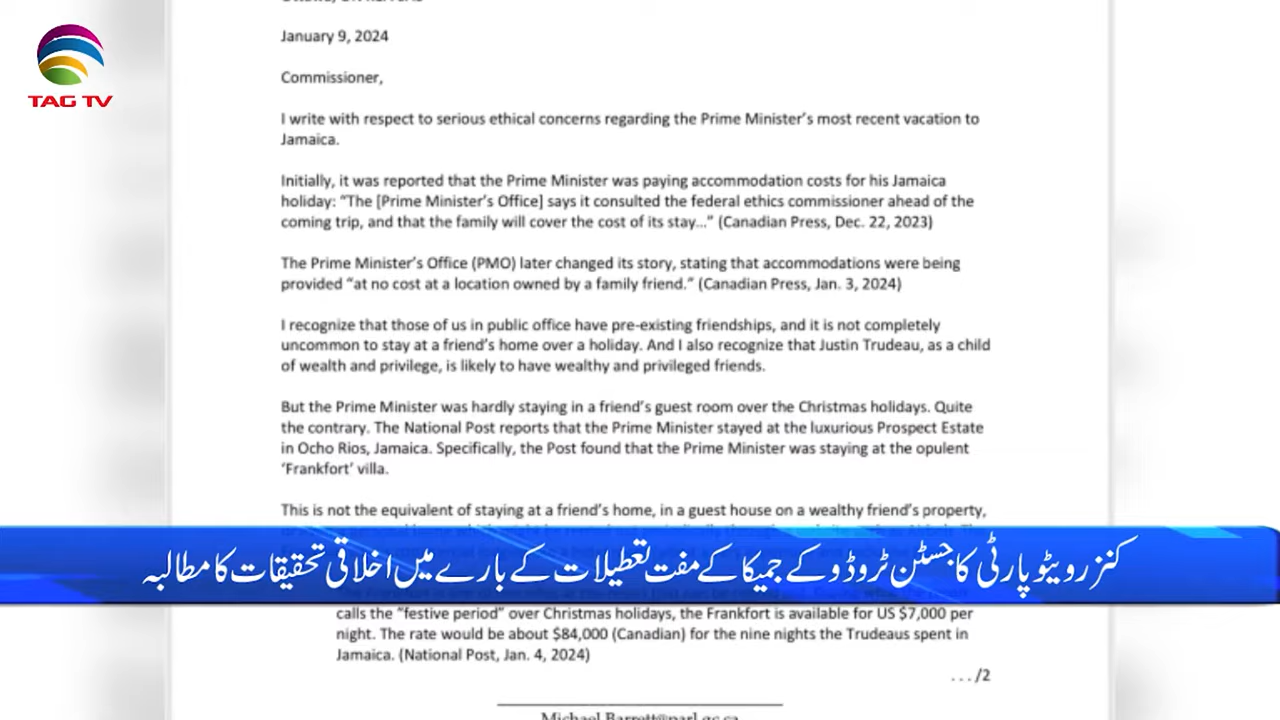 TAG TV
January 9, 2024
Commissioner,
I write with respect to serious ethical concerns regarding the Prime Minister's most recent vacation to
Jamaica.
Initially, it was reported that the Prime Minister was paying accommodation costs for his Jamaica
holiday: “The [Prime Minister's Office] says it consulted the federal ethics commissioner ahead of the
coming trip, and that the family will cover the cost of its stay…” (Canadian Press, Dec. 22, 2023)
The Prime Minister's Office (PMO) later changed its story, stating that accommodations were being
provided “at no cost at a location owned by a family friend.” (Canadian Press, Jan. 3, 2024)
I recognize that those of us in public office have pre-existing friendships, and it is not completely
uncommon to stay at a friend's home over a holiday. And I also recognize that Justin Trudeau, as a child
of wealth and privilege, is likely to have wealthy and privileged friends.
But the Prime Minister was hardly staying in a friend's guest room over the Christmas holidays. Quite
the contrary. The National Post reports that the Prime Minister stayed at the luxurious Prospect Estate
in Ocho Rios, Jamaica. Specifically, the Post found that the Prime Minister was staying at the opulent
‘Frankfort’ villa.
This is not the equivalent of staying at a friend's home, in a guest house on a wealthy friend's property,
کنزرویٹو پارٹی کا جسٹن ٹروڈو کے جمیکا کے مفت تعطیلات کے بارے میں اخلاقی تحقیقات کا مطالبہ
calls the “festive period” over Christmas holidays, the Frankfort is available for US $7,000 per
night. The rate would be about $84,000 (Canadian) for the nine nights the Trudeaus spent in
Jamaica. (National Post, Jan. 4, 2024)
. . . /2
Michael.Barrett@parl.gc.ca